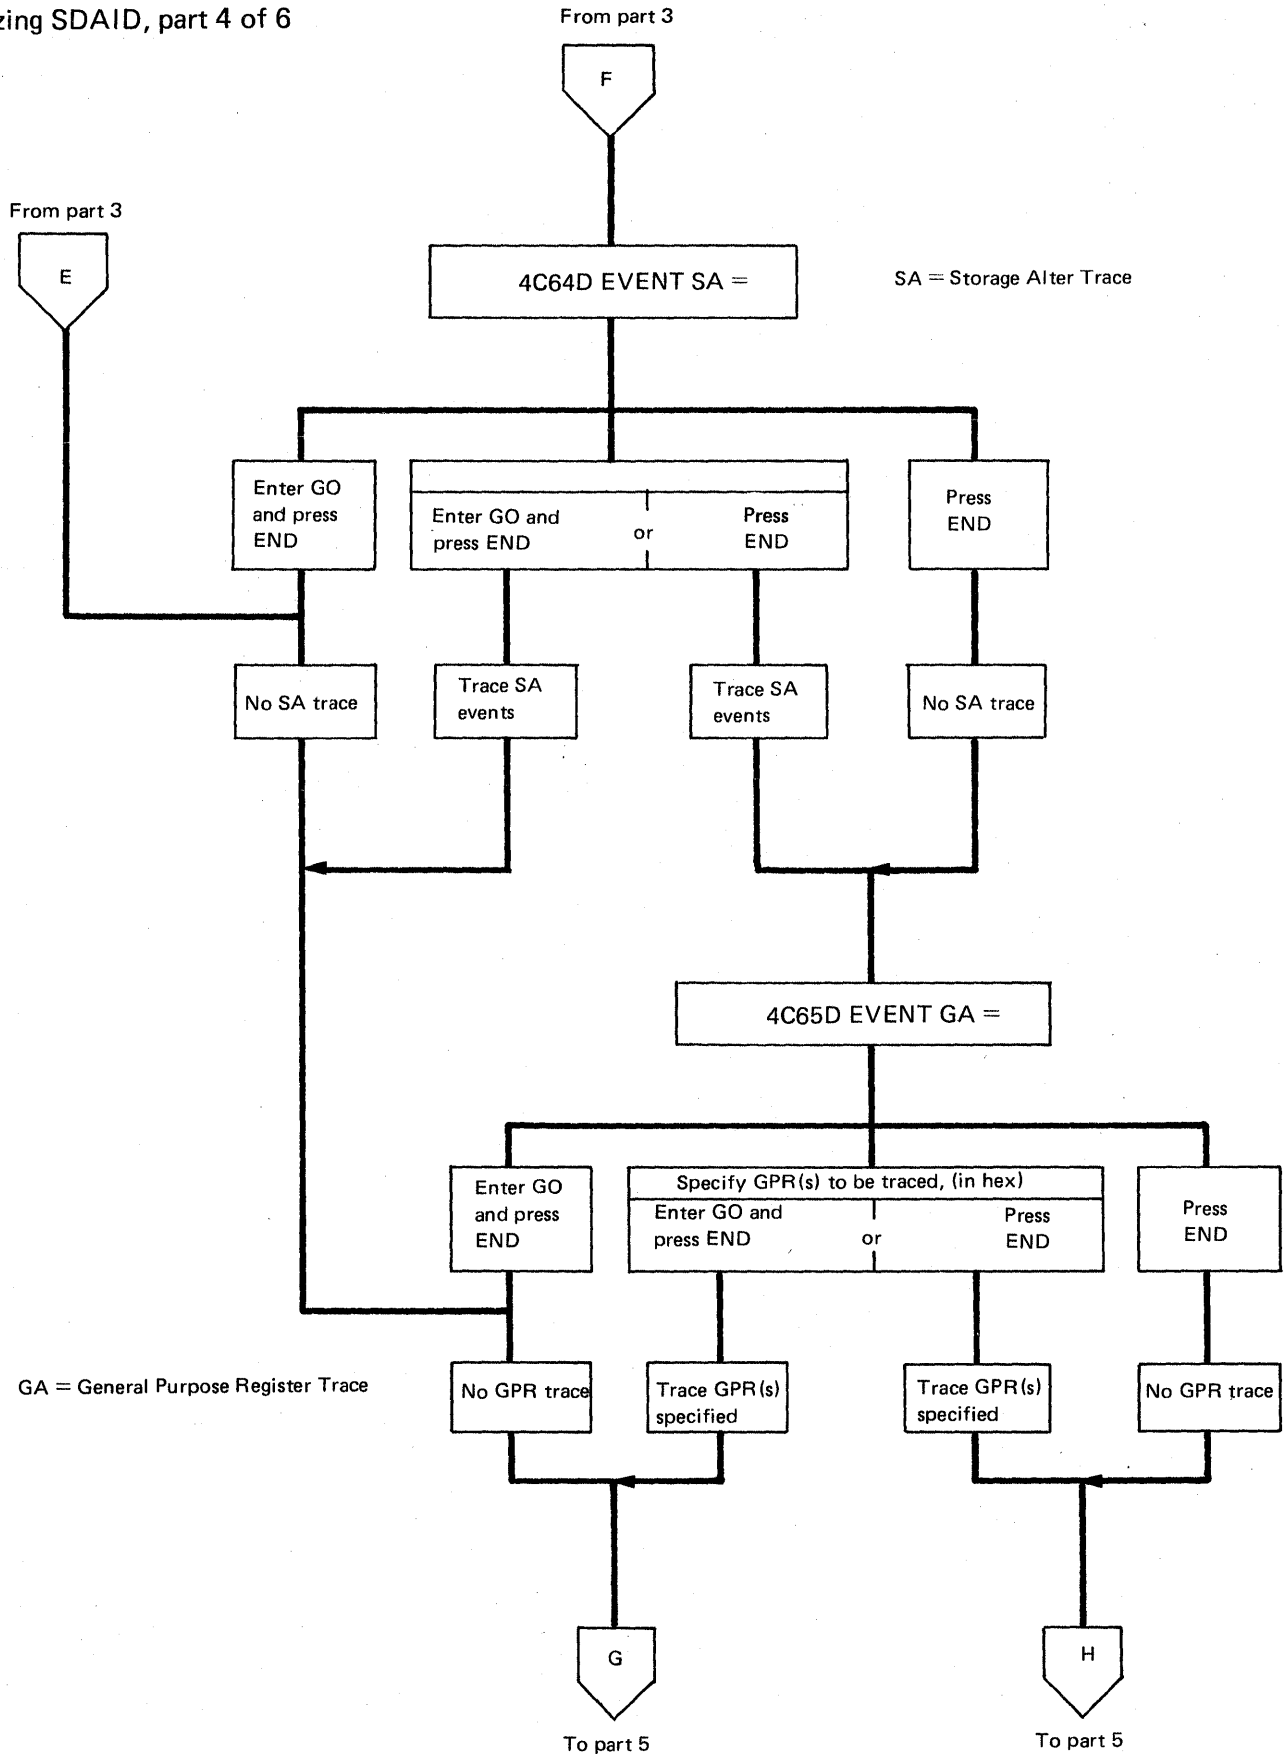 zing SDAID, part 4 of 6
From part 3
F
From part 3
E
4C64D EVENT SA =
SA = Storage Alter Trace
Enter GO
and press
END
Enter GO and
press END
or
Press
END
Press
END
No SA trace
Trace SA
events
Trace SA
events
No SA trace
4C65D EVENT GA =
Enter GO
and press
END
Specify GPR(s) to be traced, (in hex)
Enter GO and
press END
or
Press
END
Press
END
GA = General Purpose Register Trace
No GPR trace
Trace GPR(s)
specified
Trace GPR(s)
specified
No GPR trace
G
H
To part 5
To part 5